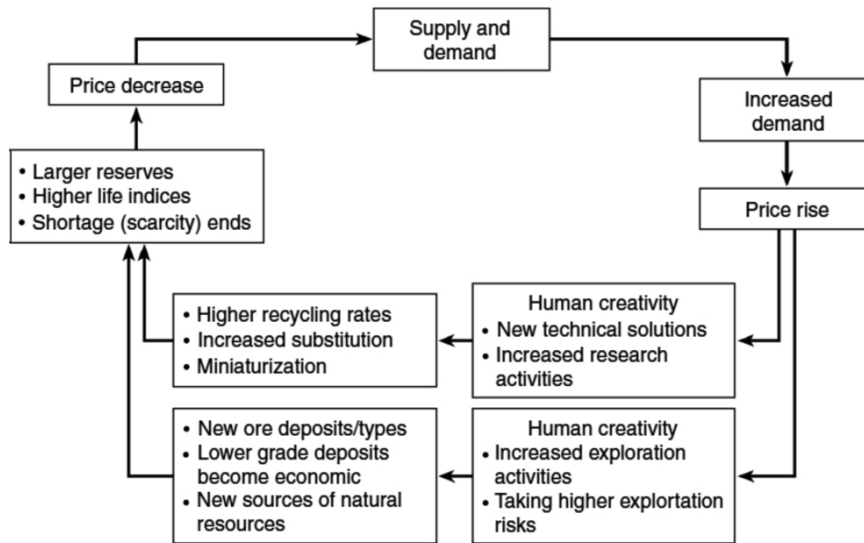 Supply and
demand
Price decrease
Increased
demand
• Larger reserves
• Higher life indices
• Shortage (scarcity) ends
Price rise
• Higher recycling rates
• Increased substitution
• Miniaturization
Human creativity
• New technical solutions
• Increased research
activities
• New ore deposits/types
• Lower grade deposits
become economic
• New sources of natural
resources
Human creativity
• Increased exploration
activities
• Taking higher explortation
risks